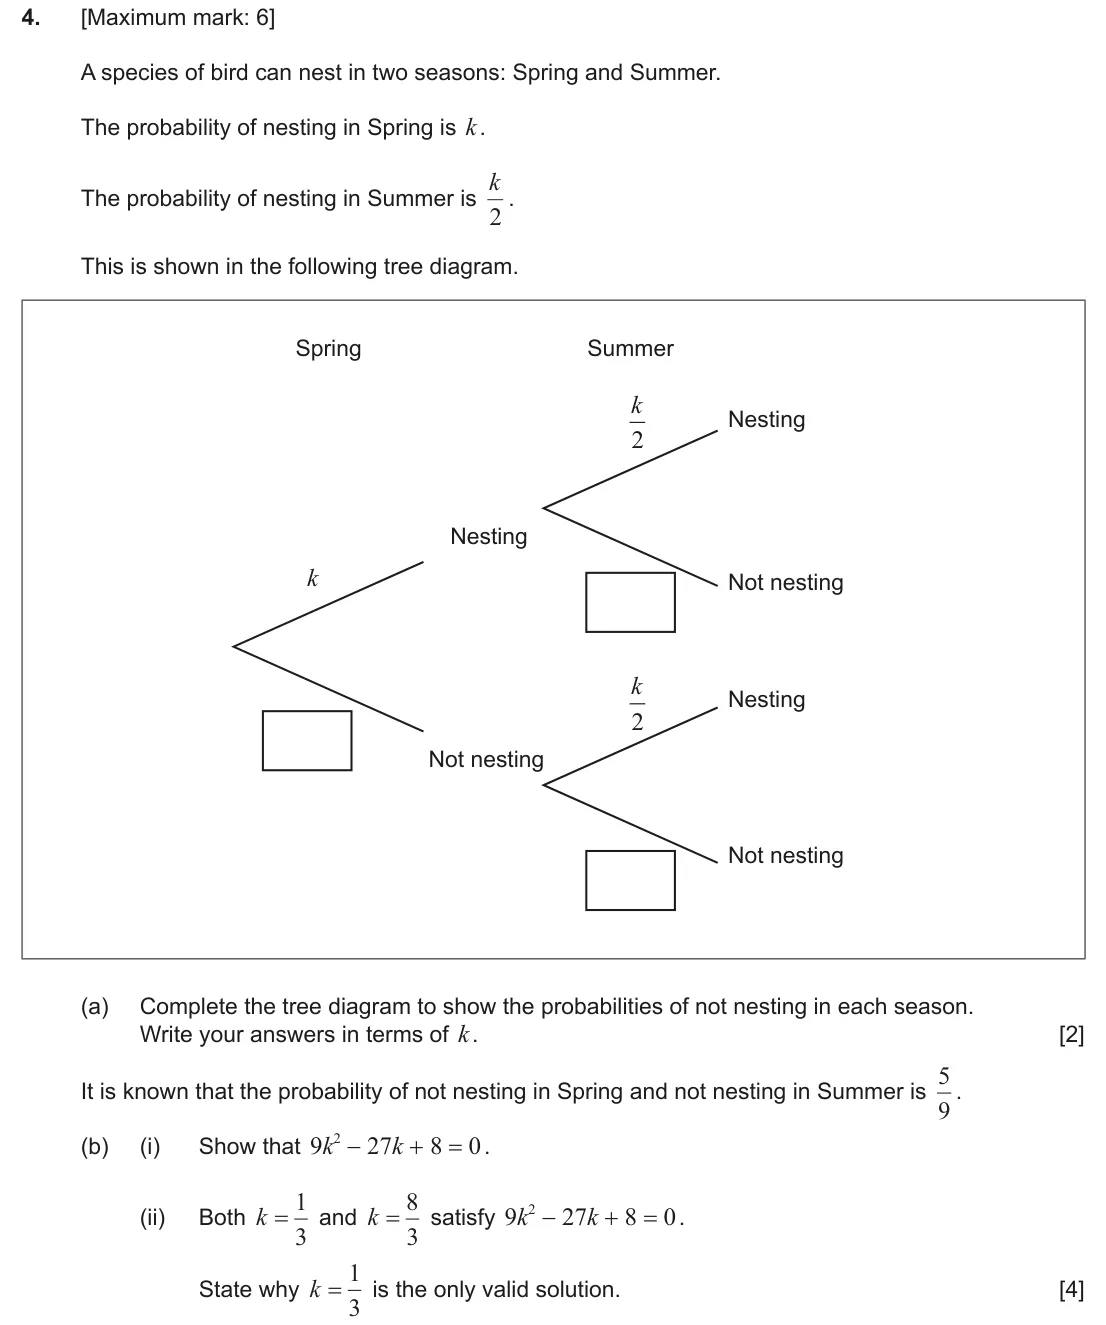 4. [Maximum mark: 6]
A species of bird can nest in two seasons: Spring and Summer.
The probability of nesting in Spring is k.
The probability of nesting in Summer is k/2.
This is shown in the following tree diagram.
Spring Summer
k/2 Nesting
Nesting
k
Not nesting
k/2 Nesting
Not nesting
Not nesting
(a) Complete the tree diagram to show the probabilities of not nesting in each season.
Write your answers in terms of k. [2]
It is known that the probability of not nesting in Spring and not nesting in Summer is 5/9.
(b) (i) Show that 9k² − 27k + 8 = 0.
(ii) Both k = 1/3 and k = 8/3 satisfy 9k² − 27k + 8 = 0.
State why k = 1/3 is the only valid solution. [4]